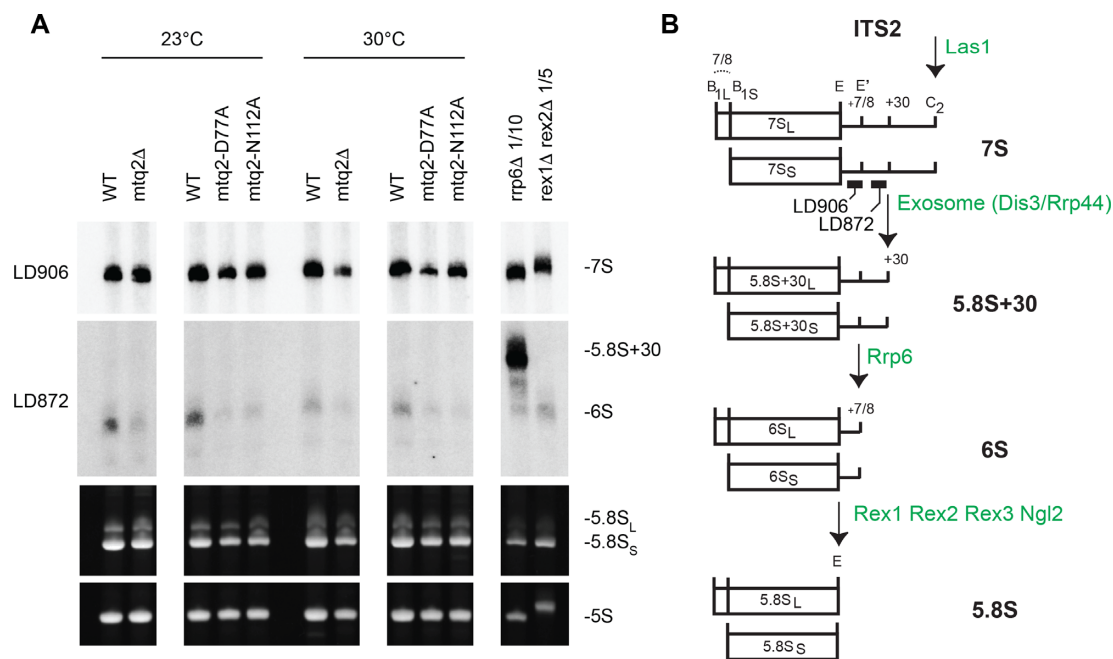 A
23°C
30°C
WT
mtq2Δ
WT
mtq2-D77A
mtq2-N112A
WT
mtq2Δ
WT
mtq2-D77A
mtq2-N112A
rrp6Δ 1/10
rex1Δ rex2Δ 1/5
LD906
-7S
LD872
-5.8S+30
-6S
-5.8SL
-5.8SS
-5S
B
ITS2
Las1
7/8
B1L
B1S
E
E'
+7/8
+30
C2
7SL
7S
7SS
LD906
LD872
Exosome (Dis3/Rrp44)
+30
5.8S+30L
5.8S+30
5.8S+30S
Rrp6
+7/8
6SL
6S
6SS
Rex1 Rex2 Rex3 Ngl2
E
5.8SL
5.8S
5.8SS